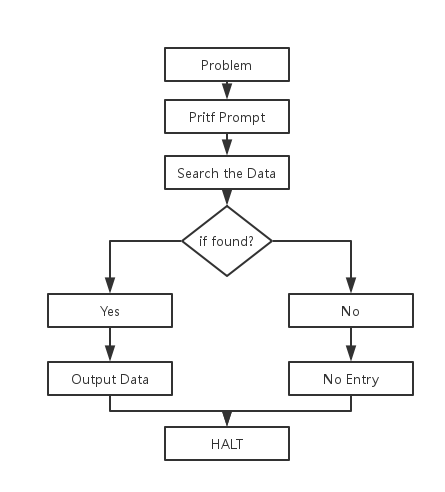 Problem
Pritf Prompt
Search the Data
if found?
Yes
No
Output Data
No Entry
HALT